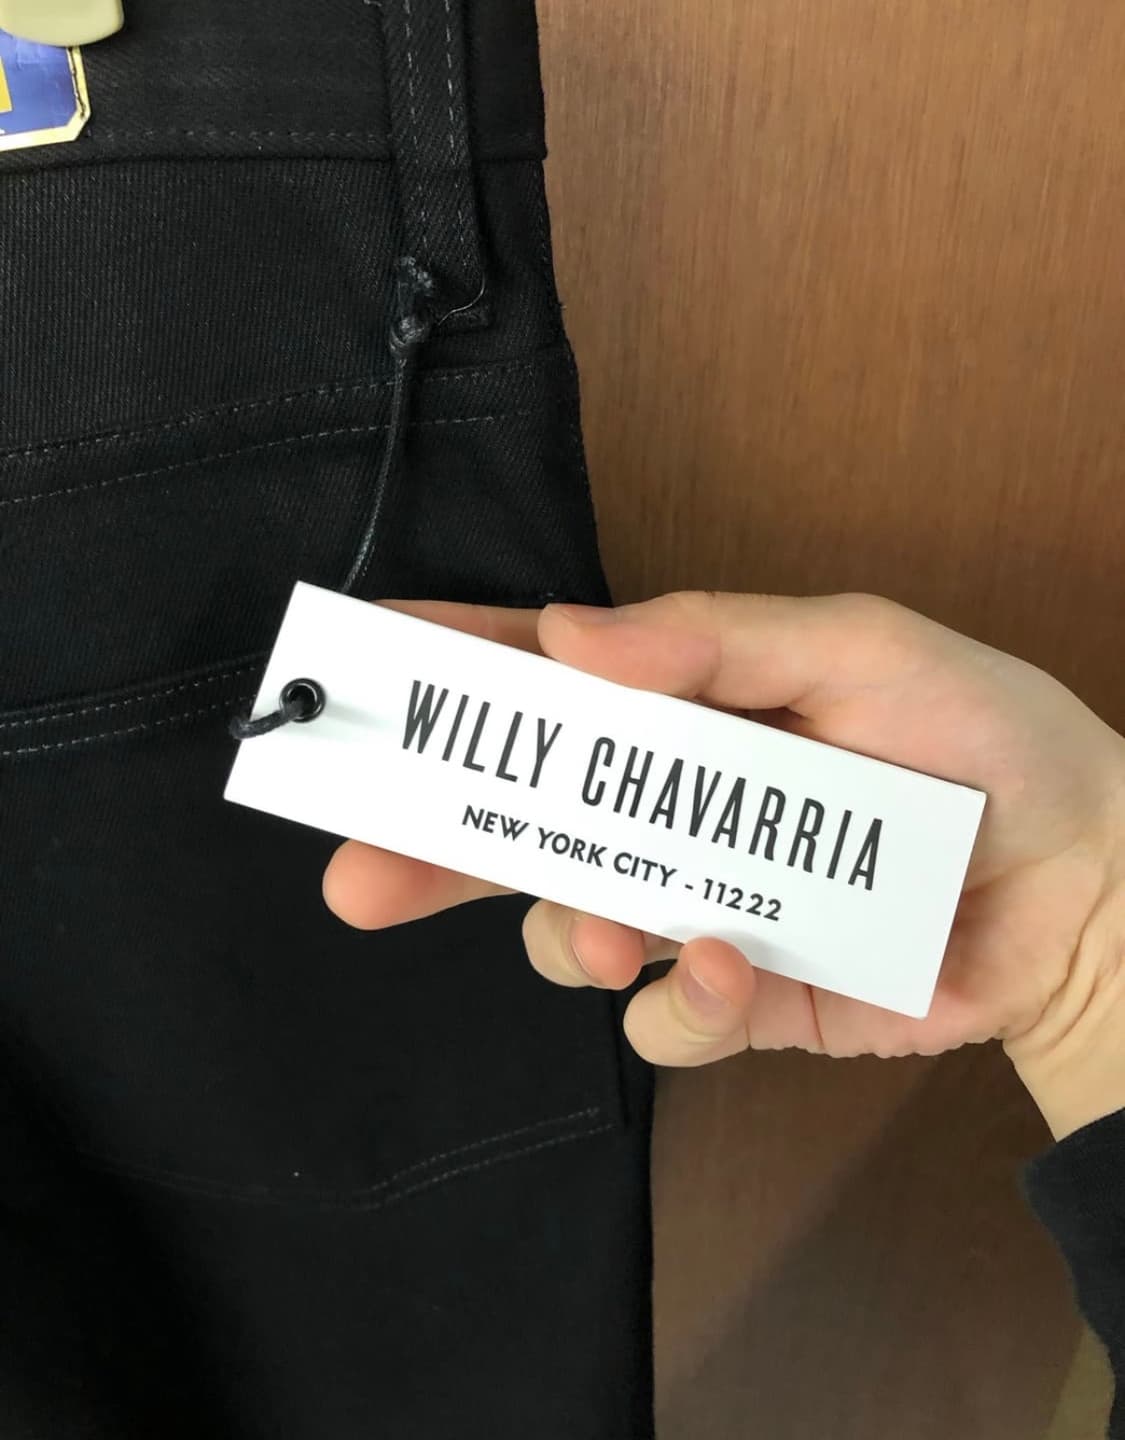 WILLY CHAVARRIA
NEW YORK CITY - 11222